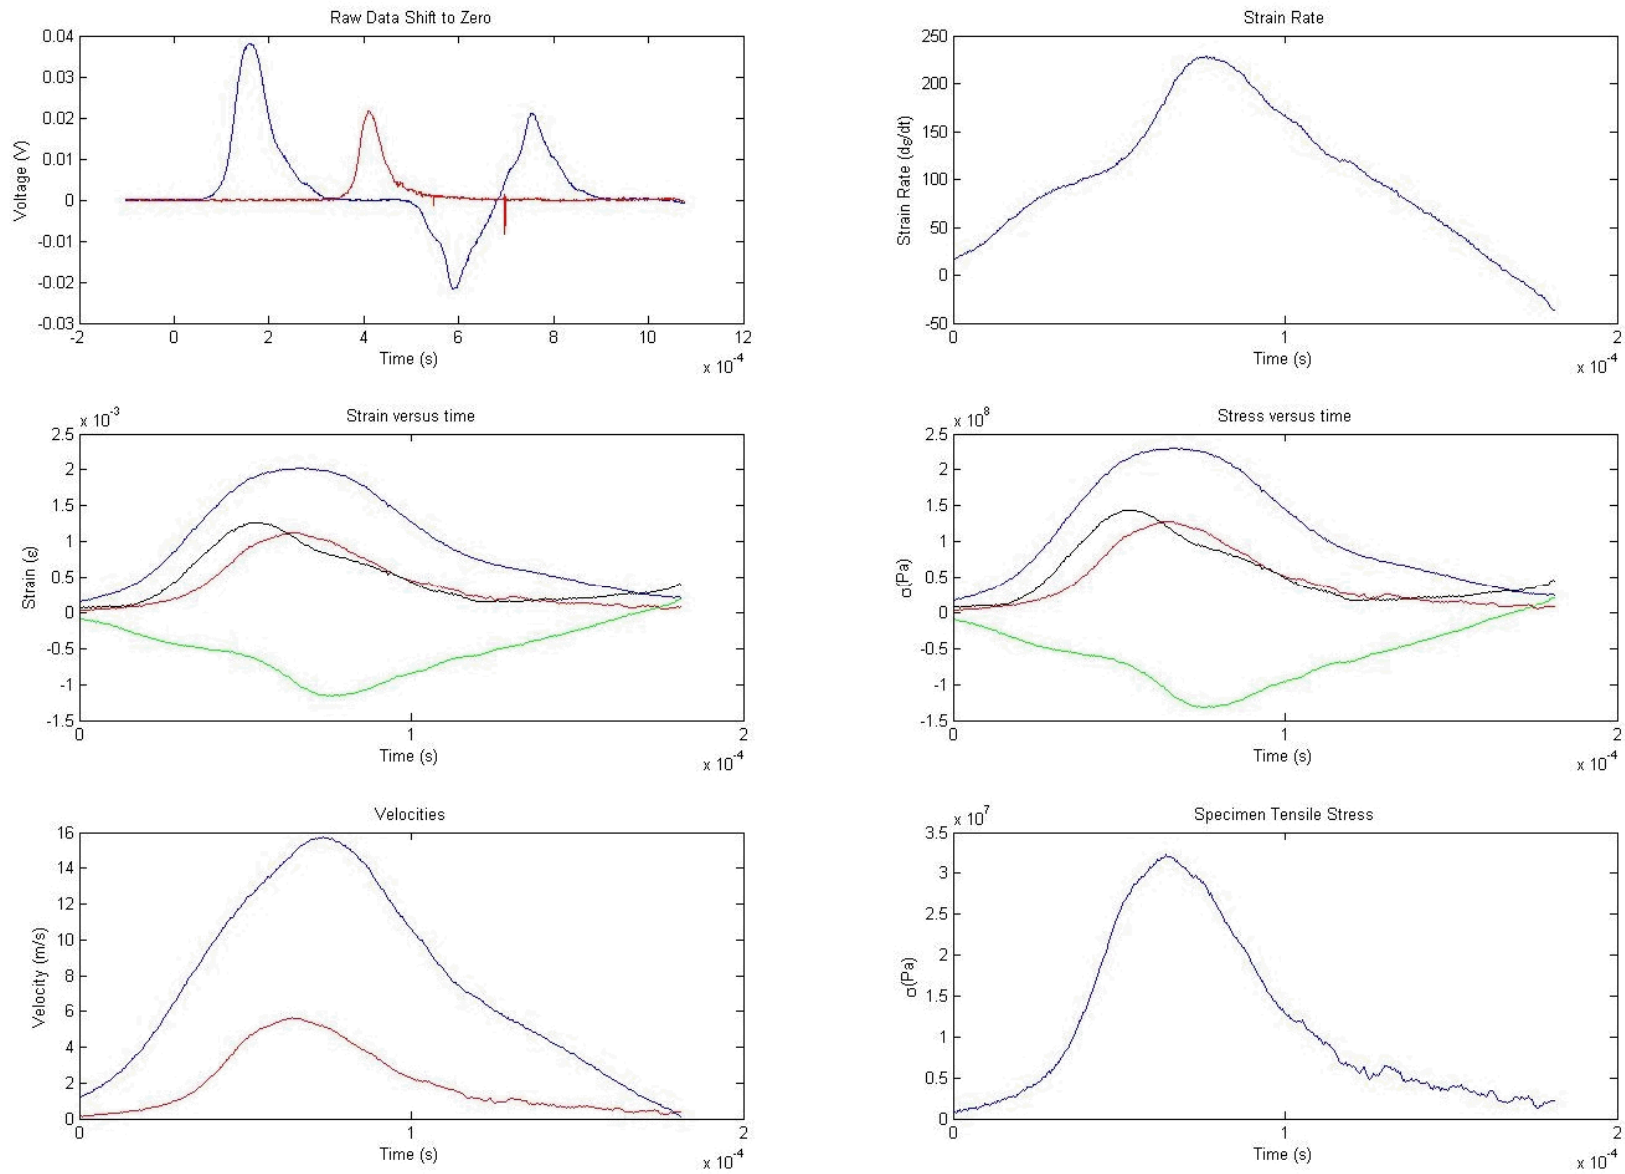 Raw Data Shift to Zero
0.04
0.03
0.02
0.01
0
-0.01
-0.02
-0.03
Voltage (V)
-2 0 2 4 6 8 10 12
Time (s)
x 10^-4
Strain Rate
250
200
150
100
50
0
-50
Strain Rate (dε/dt)
0 1 2
Time (s)
x 10^-4
Strain versus time
x 10^-3
2.5
2
1.5
1
0.5
0
-0.5
-1
-1.5
Strain (ε)
0 1 2
Time (s)
x 10^-4
Stress versus time
x 10^8
2.5
2
1.5
1
0.5
0
-0.5
-1
-1.5
σ(Pa)
0 1 2
Time (s)
x 10^-4
Velocities
16
14
12
10
8
6
4
2
0
Velocity (m/s)
0 1 2
Time (s)
x 10^-4
Specimen Tensile Stress
x 10^7
3.5
3
2.5
2
1.5
1
0.5
0
σ(Pa)
0 1 2
Time (s)
x 10^-4